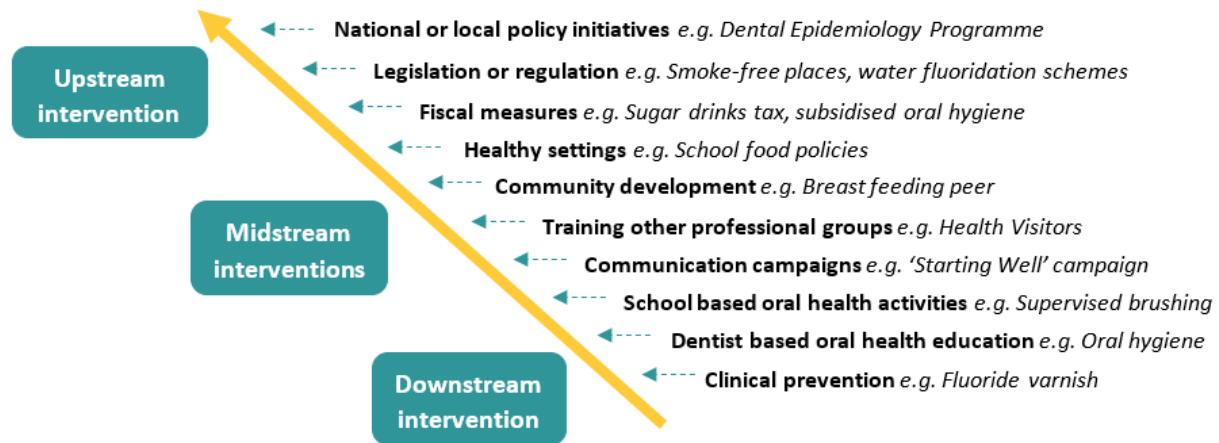 National or local policy initiatives e.g. Dental Epidemiology Programme
Upstream
intervention
Legislation or regulation e.g. Smoke-free places, water fluoridation schemes
Fiscal measures e.g. Sugar drinks tax, subsidised oral hygiene
Healthy settings e.g. School food policies
Community development e.g. Breast feeding peer
Midstream
interventions
Training other professional groups e.g. Health Visitors
Communication campaigns e.g. ‘Starting Well’ campaign
School based oral health activities e.g. Supervised brushing
Dentist based oral health education e.g. Oral hygiene
Downstream
intervention
Clinical prevention e.g. Fluoride varnish